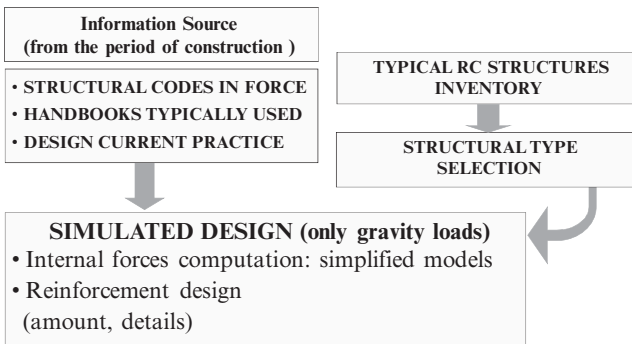 Information Source
(from the period of construction )
• STRUCTURAL CODES IN FORCE
• HANDBOOKS TYPICALLY USED
• DESIGN CURRENT PRACTICE
TYPICAL RC STRUCTURES
INVENTORY
STRUCTURAL TYPE
SELECTION
SIMULATED DESIGN (only gravity loads)
• Internal forces computation: simplified models
• Reinforcement design
(amount, details)